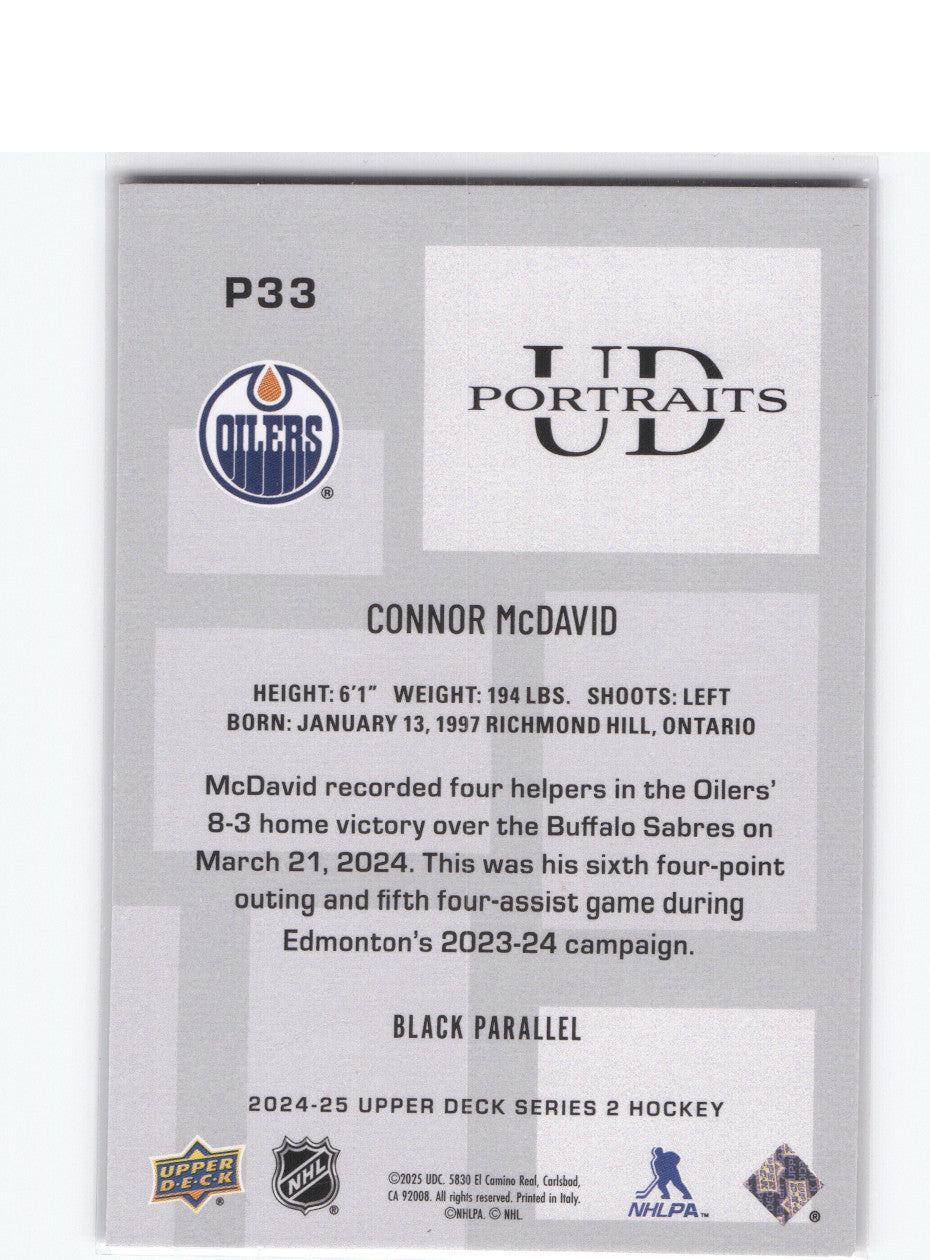 P33
UD
PORTRAITS
OILERS
®
CONNOR McDAVID
HEIGHT: 6'1" WEIGHT: 194 LBS. SHOOTS: LEFT
BORN: JANUARY 13, 1997 RICHMOND HILL, ONTARIO
McDavid recorded four helpers in the Oilers'
8-3 home victory over the Buffalo Sabres on
March 21, 2024. This was his sixth four-point
outing and fifth four-assist game during
Edmonton's 2023-24 campaign.
BLACK PARALLEL
2024-25 UPPER DECK SERIES 2 HOCKEY
UPPER
D·E·C·K
®
NHL
®
©2025 UDC. 5830 El Camino Real, Carlsbad,
CA 92008. All rights reserved. Printed in Italy.
©NHLPA. © NHL.
NHLPA™
®